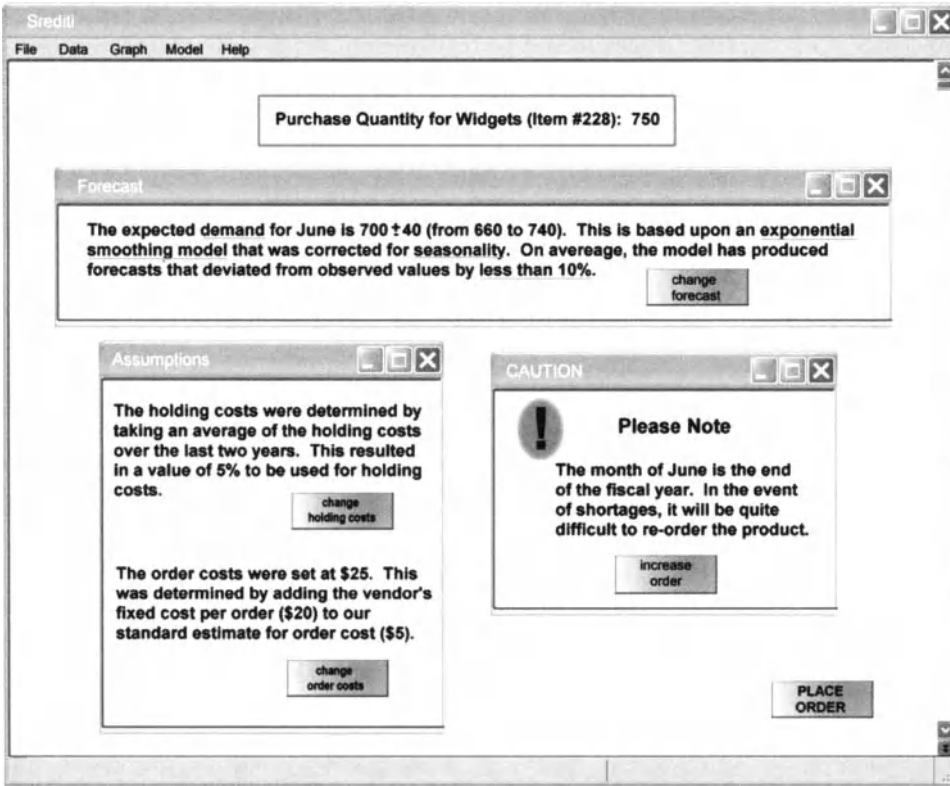 Srediti
File Data Graph Model Help
Purchase Quantity for Widgets (Item #228): 750
Forecast
The expected demand for June is 700 ± 40 (from 660 to 740). This is based upon an exponential
smoothing model that was corrected for seasonality. On avereage, the model has produced
forecasts that deviated from observed values by less than 10%.
change
forecast
Assumptions
The holding costs were determined by
taking an average of the holding costs
over the last two years. This resulted
in a value of 5% to be used for holding
costs.
change
holding costs
The order costs were set at $25. This
was determined by adding the vendor's
fixed cost per order ($20) to our
standard estimate for order cost ($5).
change
order costs
CAUTION
!
Please Note
The month of June is the end
of the fiscal year. In the event
of shortages, it will be quite
difficult to re-order the product.
increase
order
PLACE
ORDER